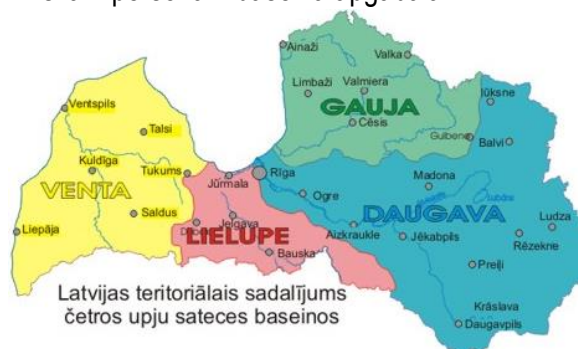 Ainaži
Valka
Limbaži
Valmiera
GAUJA
Cēsis
Gulbene
Balvi
Ventspils
Talsi
Kuldīga
VENTA
Tukums
Saldus
Liepāja
Jūrmala
Rīga
Ogre
Madona
DAUGAVA
Ludza
LIELUPE
Jelgava
Bauska
Aizkraukle
Jēkabpils
Rēzekne
Preiļi
Krāslava
Daugavpils
Latvijas teritoriālais sadalījums
četros upju sateces baseinos